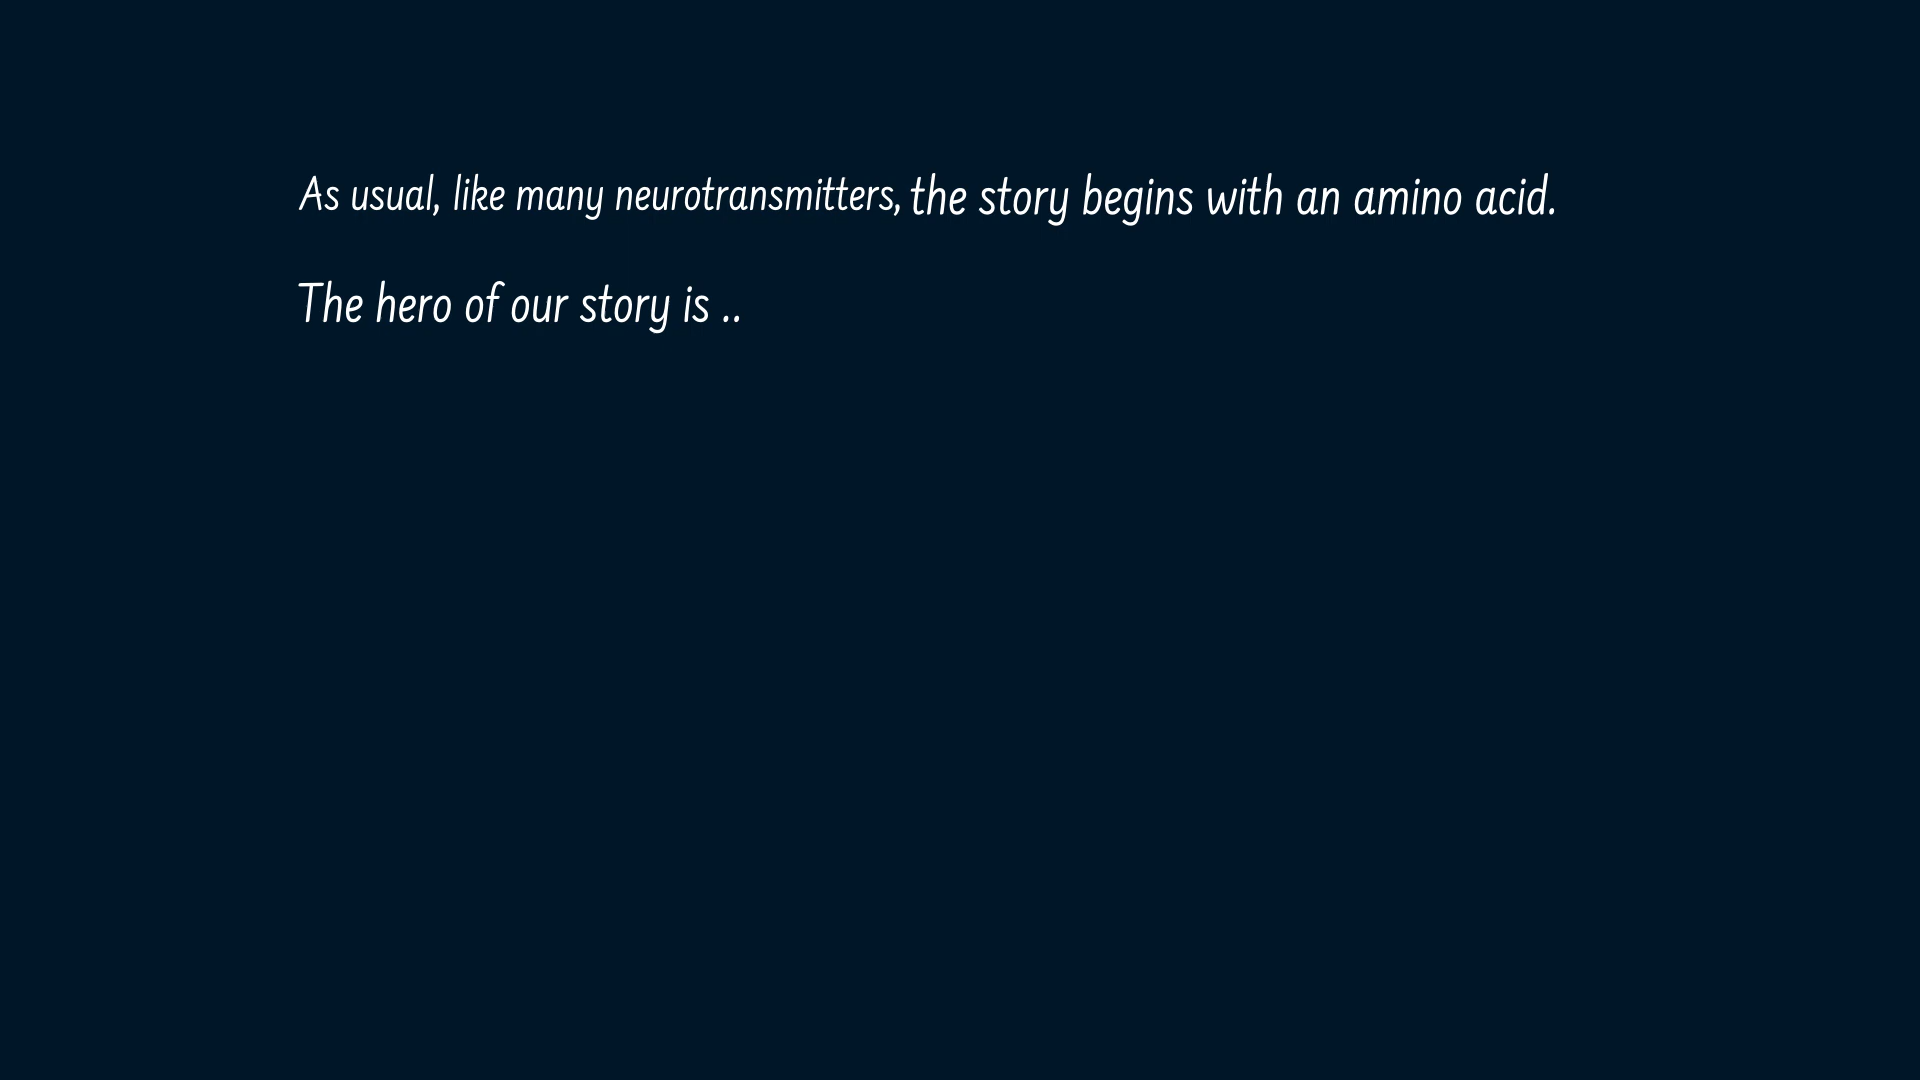 As usual, like many neurotransmitters, the story begins with an amino acid.
The hero of our story is ..